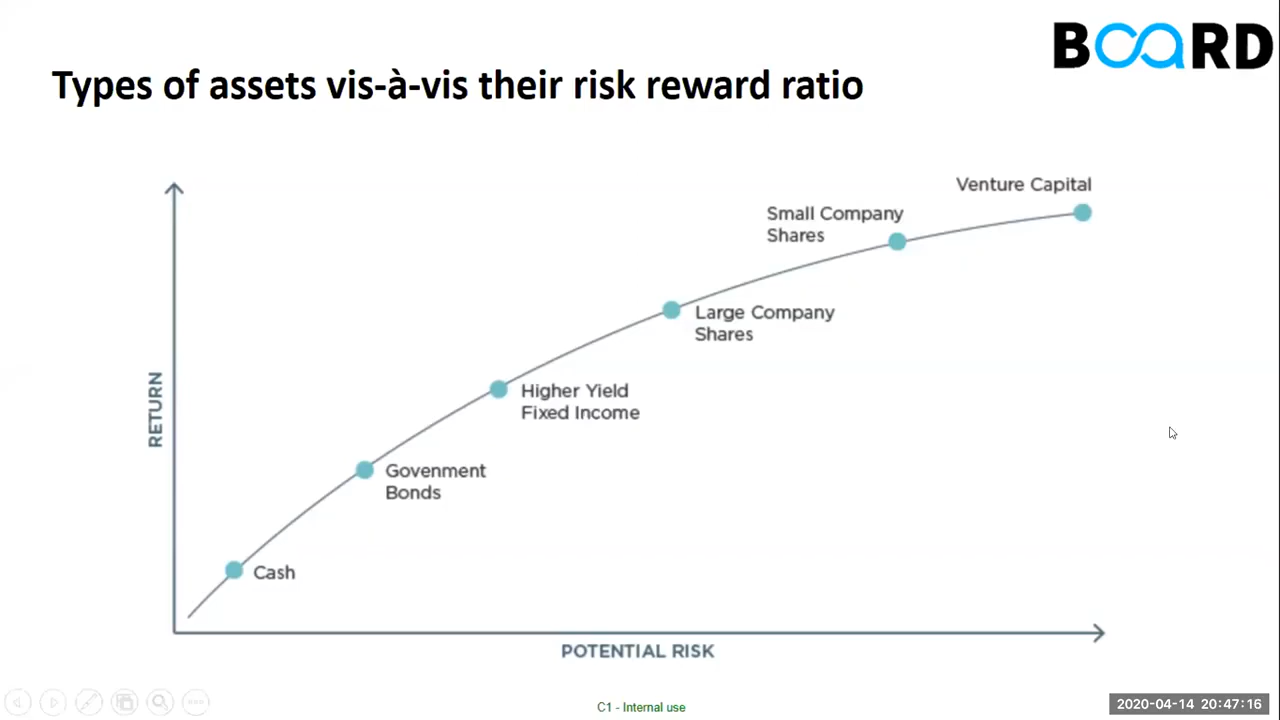 BOARD
Types of assets vis-à-vis their risk reward ratio
Venture Capital
Small Company
Shares
Large Company
Shares
Higher Yield
Fixed Income
Govenment
Bonds
Cash
RETURN
POTENTIAL RISK
C1 - Internal use
2020-04-14 20:47:16